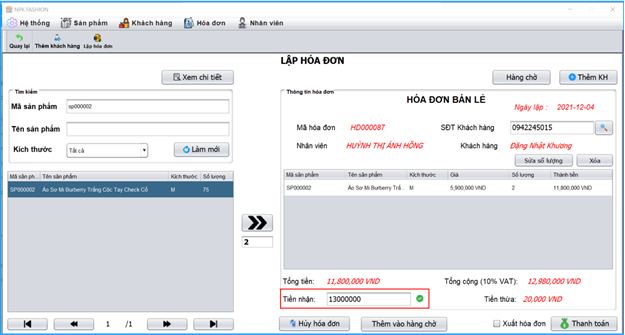 NPK FASHION
Hệ thống Sản phẩm Khách hàng Hóa đơn Nhân viên
Quay lại Thêm khách hàng Lập hóa đơn
LẬP HÓA ĐƠN
Xem chi tiết
Hàng chờ Thêm KH
Tìm kiếm
Mã sản phẩm sp000002
Tên sản phẩm
Kích thước Tất cả Làm mới
Mã sản ph... Tên sản phẩm Kích thước Số lượng
SP000002 Áo Sơ Mi Burberry Trắng Cốc Tay Check Cổ M 75
2
1 /1
Thông tin hóa đơn
HÓA ĐƠN BÁN LẺ
Ngày lập : 2021-12-04
Mã hóa đơn HD000087 SĐT Khách hàng 0942245015
Nhân viên HUỲNH THỊ ÁNH HỒNG Khách hàng Đặng Nhất Khương
Sửa số lượng Xóa
Mã sản phẩm Tên sản phẩm Kích thước Giá Số lượng Thành tiền
SP000002 Áo Sơ Mi Burberry Trắ... M 5,900,000 VND 2 11,800,000 VND
Tổng tiền: 11,800,000 VND Tổng cộng (10% VAT): 12,980,000 VND
Tiền nhận: 13000000 Tiền thừa: 20,000 VND
Hủy hóa đơn Thêm vào hàng chờ Xuất hóa đơn Thanh toán